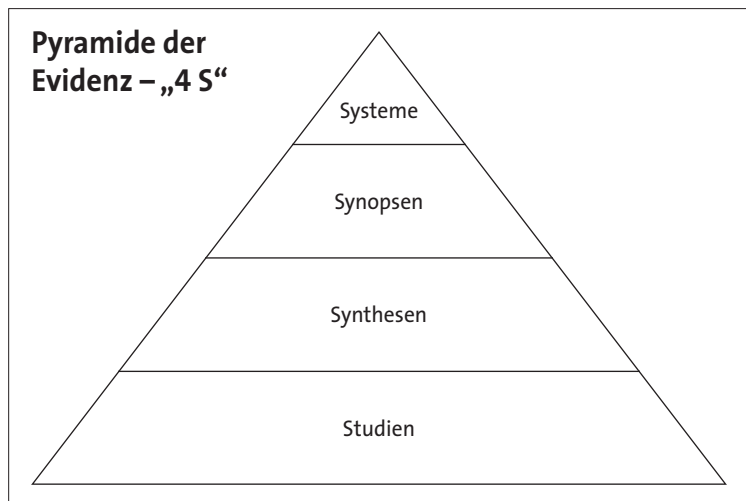 Pyramide der
Evidenz – „4 S“
Systeme
Synopsen
Synthesen
Studien